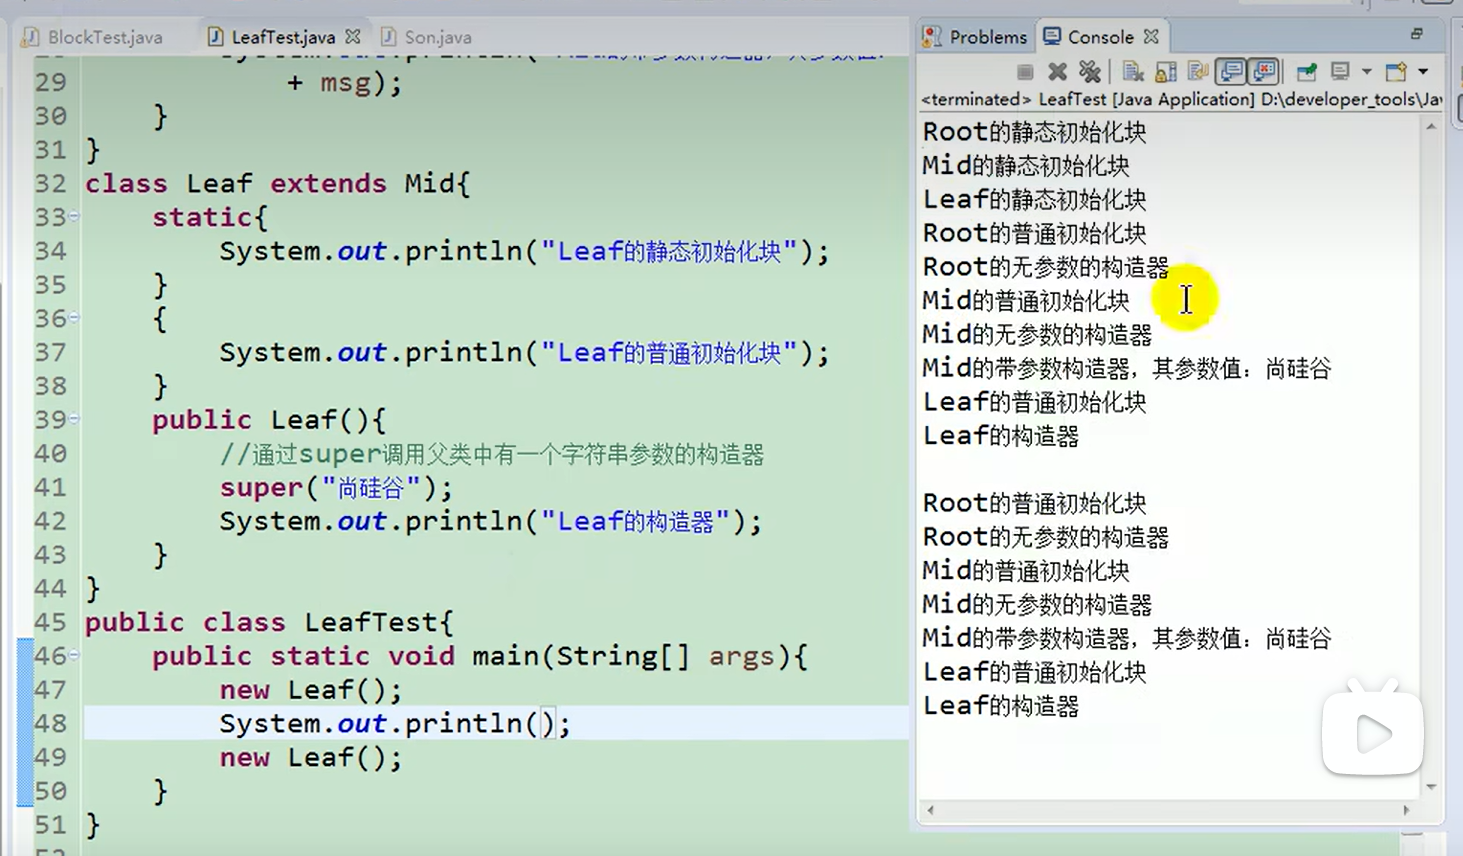 BlockTest.java
LeafTest.java
Son.java
29 + msg);
30 }
31 }
32 class Leaf extends Mid{
33 static{
34 System.out.println("Leaf的静态初始化块");
35 }
36 {
37 System.out.println("Leaf的普通初始化块");
38 }
39 public Leaf(){
40 //通过super调用父类中有一个字符串参数的构造器
41 super("尚硅谷");
42 System.out.println("Leaf的构造器");
43 }
44 }
45 public class LeafTest{
46 public static void main(String[] args){
47 new Leaf();
48 System.out.println();
49 new Leaf();
50 }
51 }
Problems
Console
<terminated> LeafTest [Java Application] D:\developer_tools\Ja
Root的静态初始化块
Mid的静态初始化块
Leaf的静态初始化块
Root的普通初始化块
Root的无参数的构造器
Mid的普通初始化块
Mid的无参数的构造器
Mid的带参数构造器，其参数值：尚硅谷
Leaf的普通初始化块
Leaf的构造器
Root的普通初始化块
Root的无参数的构造器
Mid的普通初始化块
Mid的无参数的构造器
Mid的带参数构造器，其参数值：尚硅谷
Leaf的普通初始化块
Leaf的构造器